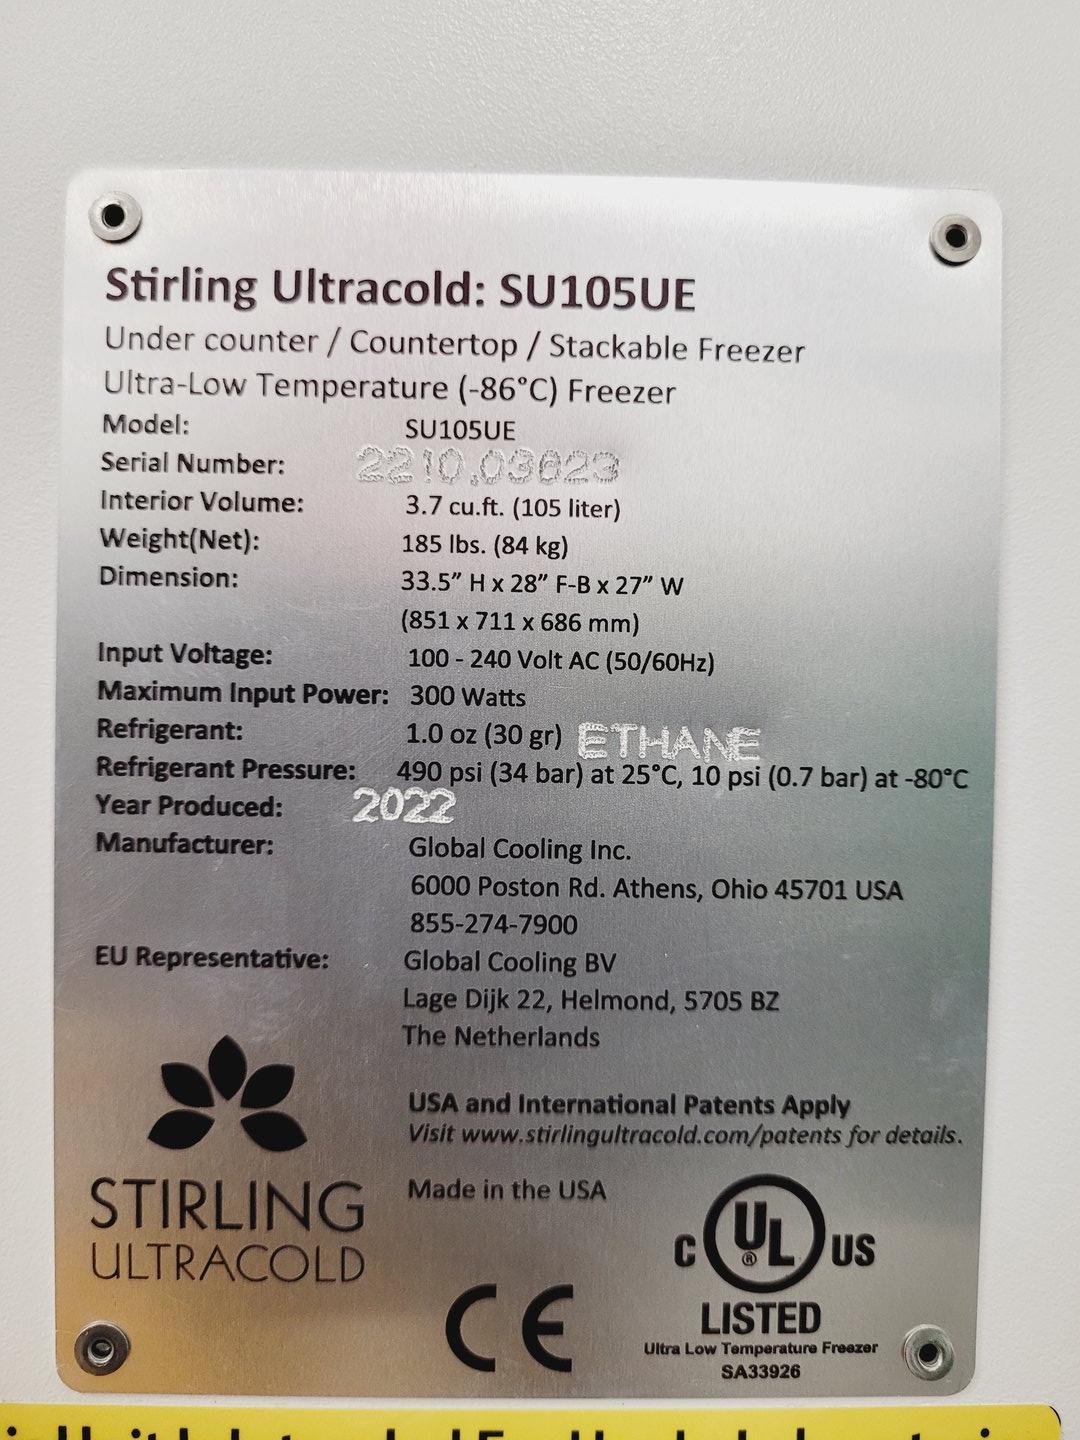 Stirling Ultracold: SU105UE
Under counter / Countertop / Stackable Freezer
Ultra-Low Temperature (-86°C) Freezer
Model: SU105UE
Serial Number: 2210.03623
Interior Volume: 3.7 cu.ft. (105 liter)
Weight(Net): 185 lbs. (84 kg)
Dimension: 33.5” H x 28” F-B x 27” W
(851 x 711 x 686 mm)
Input Voltage: 100 - 240 Volt AC (50/60Hz)
Maximum Input Power: 300 Watts
Refrigerant: 1.0 oz (30 gr) ETHANE
Refrigerant Pressure: 490 psi (34 bar) at 25°C, 10 psi (0.7 bar) at -80°C
Year Produced: 2022
Manufacturer: Global Cooling Inc.
6000 Poston Rd. Athens, Ohio 45701 USA
855-274-7900
EU Representative: Global Cooling BV
Lage Dijk 22, Helmond, 5705 BZ
The Netherlands
USA and International Patents Apply
Visit www.stirlingultracold.com/patents for details.
Made in the USA
STIRLING
ULTRACOLD
CE
C UL ® US
LISTED
Ultra Low Temperature Freezer
SA33926